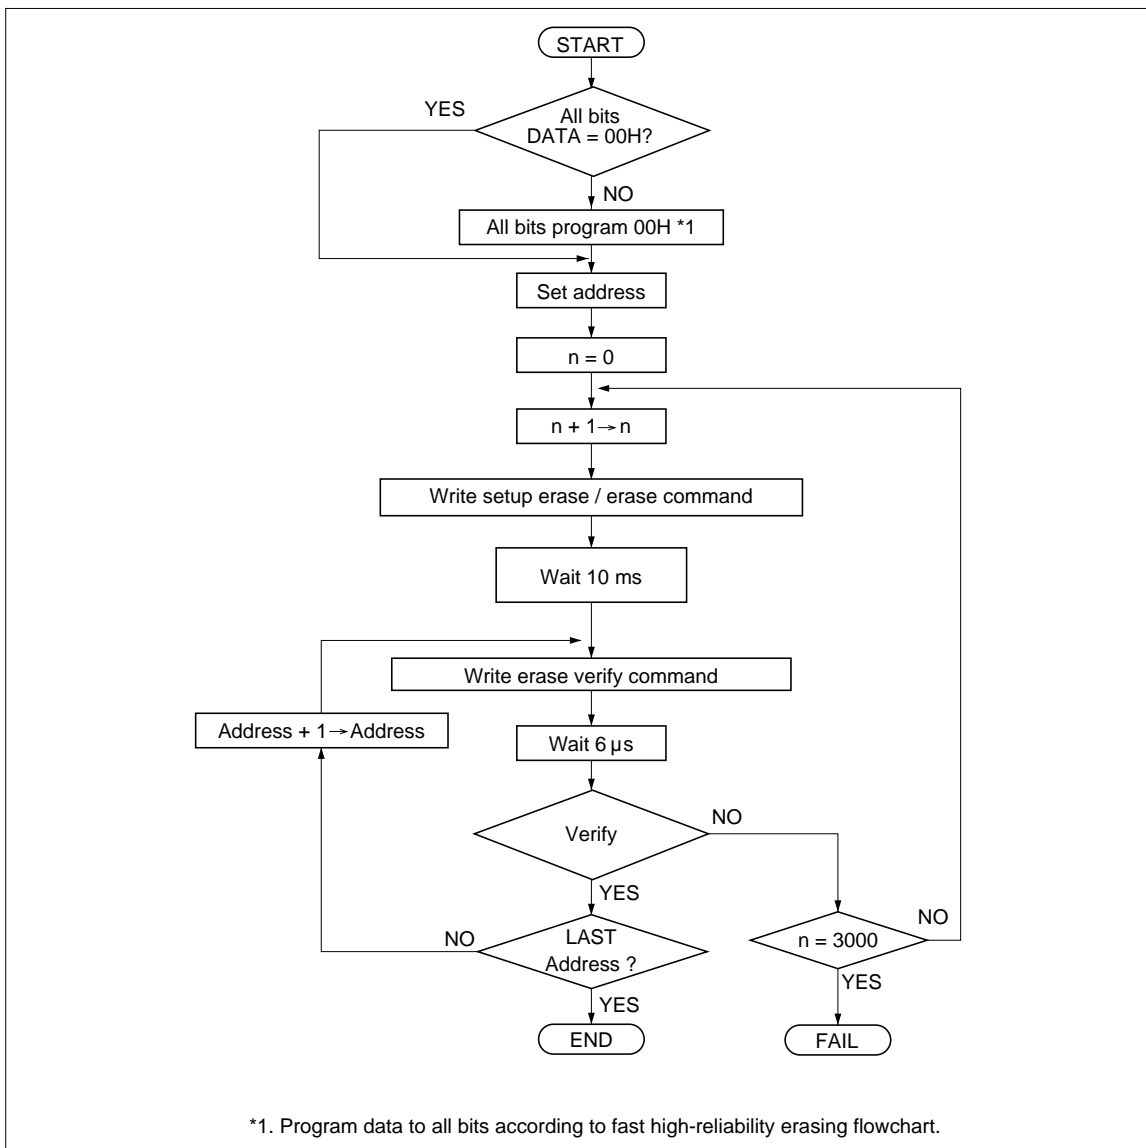 START
YES
All bits
DATA = 00H?
NO
All bits program 00H *1
Set address
n = 0
n + 1→n
Write setup erase / erase command
Wait 10 ms
Write erase verify command
Address + 1→Address
Wait 6 µs
Verify
NO
YES
NO
LAST
Address ?
n = 3000
NO
YES
YES
END
FAIL
*1. Program data to all bits according to fast high-reliability erasing flowchart.